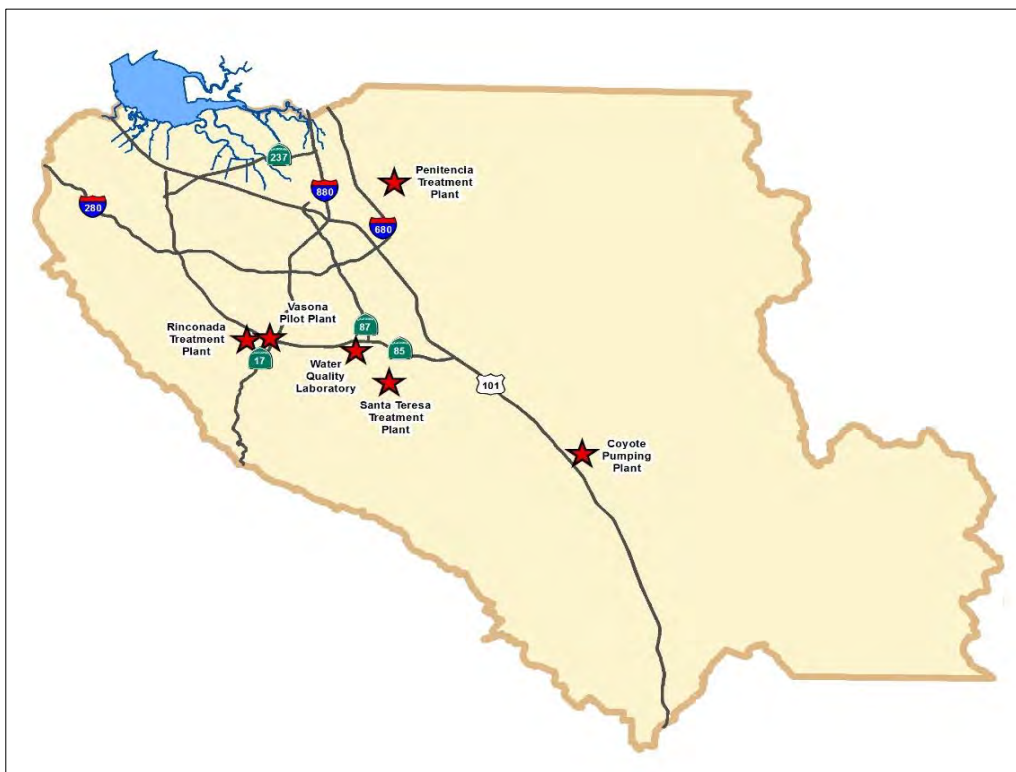 237
Penitencia
Treatment
Plant
880
280
680
Vasona
Pilot Plant
Rinconada
Treatment
Plant
87
17
85
Water
Quality
Laboratory
101
Santa Teresa
Treatment
Plant
Coyote
Pumping
Plant